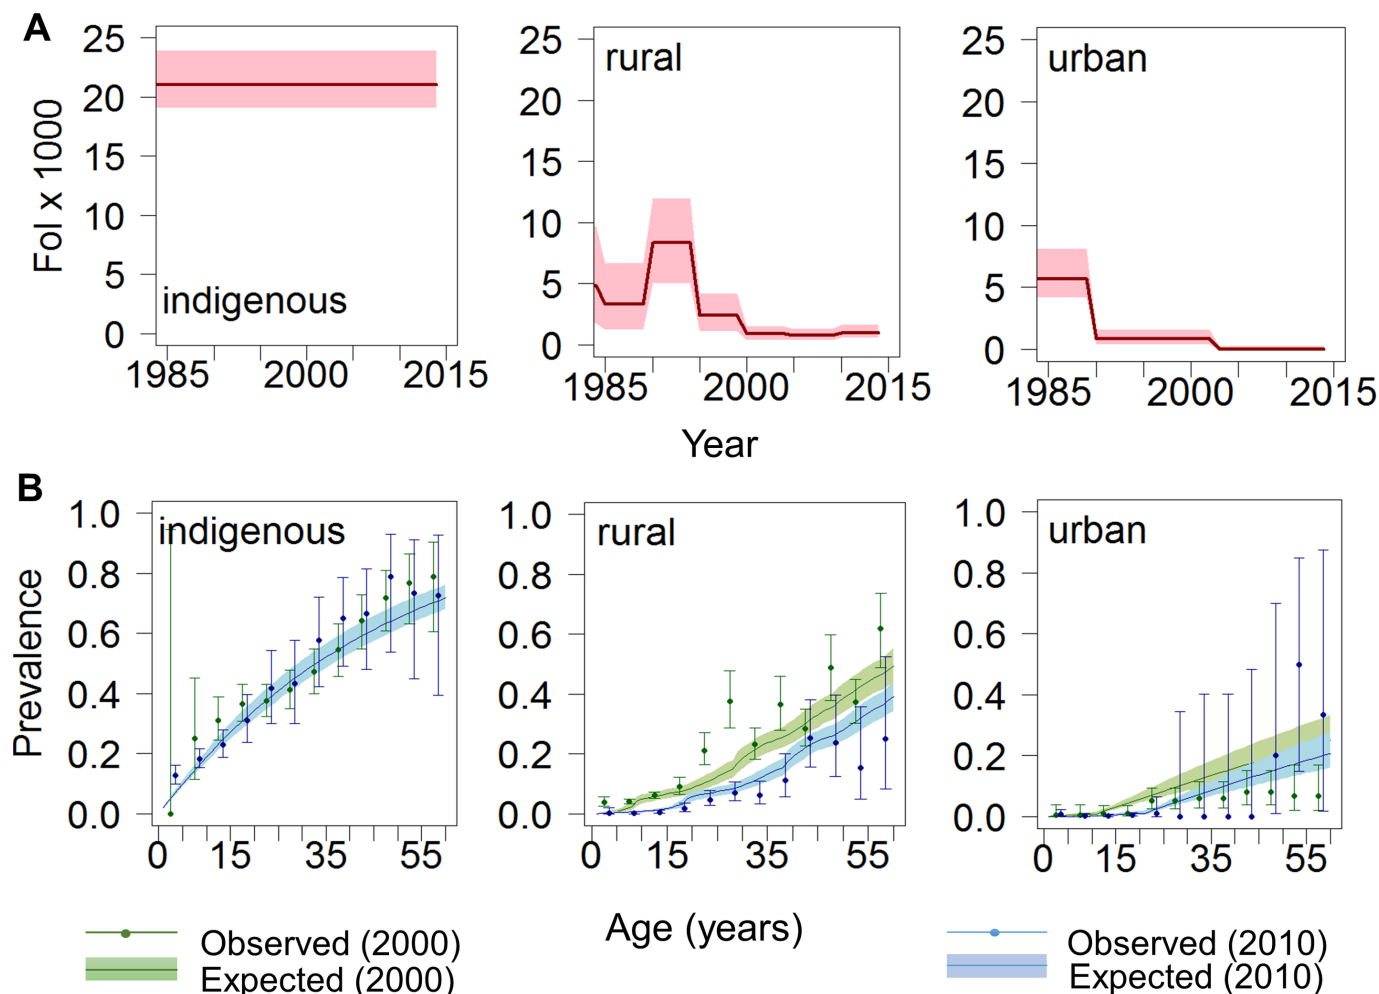 A
25
20
15
10
5
0
FoI x 1000
indigenous
1985 2000 2015
25
20
15
10
5
0
rural
1985 2000 2015
25
20
15
10
5
0
urban
1985 2000 2015
Year
B
1.0
0.8
0.6
0.4
0.2
0.0
Prevalence
indigenous
0 15 35 55
1.0
0.8
0.6
0.4
0.2
0.0
rural
0 15 35 55
1.0
0.8
0.6
0.4
0.2
0.0
urban
0 15 35 55
Age (years)
Observed (2000)
Expected (2000)
Observed (2010)
Expected (2010)